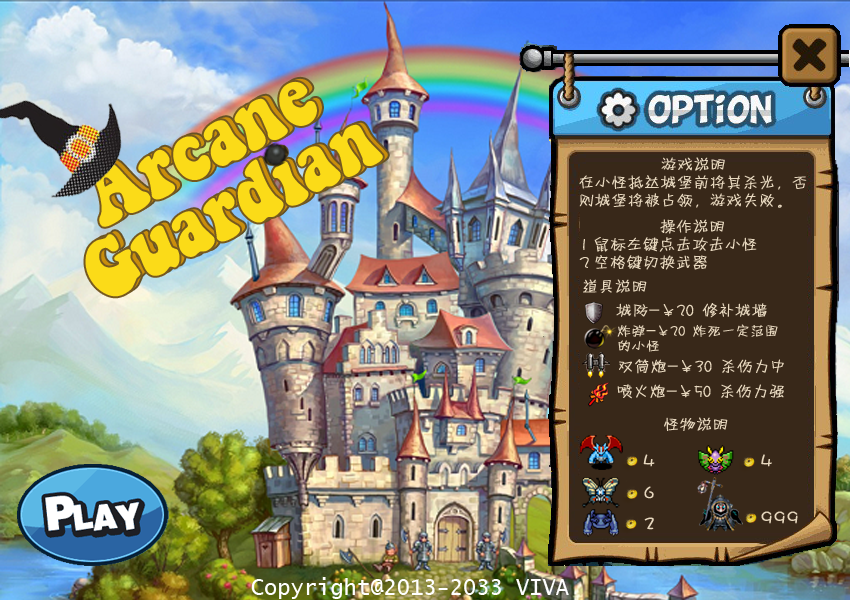 Arcane
Guardian
OPTION
游戏说明
在小怪抵达城堡前将其杀光，否
则城堡将被占领，游戏失败。
操作说明
1 鼠标左键点击攻击小怪
2 空格键切换武器
道具说明
城防-¥20 修补城墙
炸弹-¥20 炸死一定范围
的小怪
双筒炮-¥30 杀伤力中
喷火炮-¥50 杀伤力强
怪物说明
4
4
6
2
999
PLAY
Copyright@2013-2033 VIVA